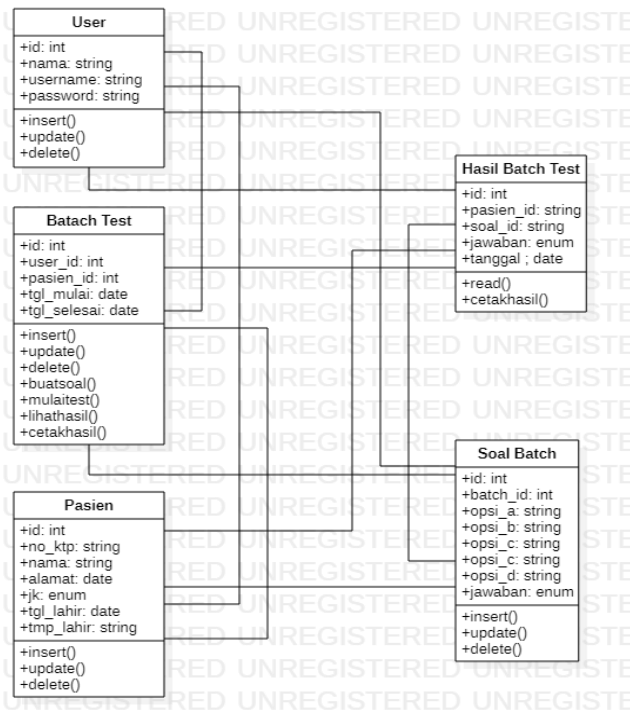 User
+id: int
+nama: string
+username: string
+password: string
+insert()
+update()
+delete()
Batach Test
+id: int
+user_id: int
+pasien_id: int
+tgl_mulai: date
+tgl_selesai: date
+insert()
+update()
+delete()
+buatsoal()
+mulaitest()
+lihathasil()
+cetakhasil()
Pasien
+id: int
+no_ktp: string
+nama: string
+alamat: date
+jk: enum
+tgl_lahir: date
+tmp_lahir: string
+insert()
+update()
+delete()
Hasil Batch Test
+id: int
+pasien_id: string
+soal_id: string
+jawaban: enum
+tanggal ; date
+read()
+cetakhasil()
Soal Batch
+id: int
+batch_id: int
+opsi_a: string
+opsi_b: string
+opsi_c: string
+opsi_c: string
+opsi_d: string
+jawaban: enum
+insert()
+update()
+delete()
UNREGISTERED